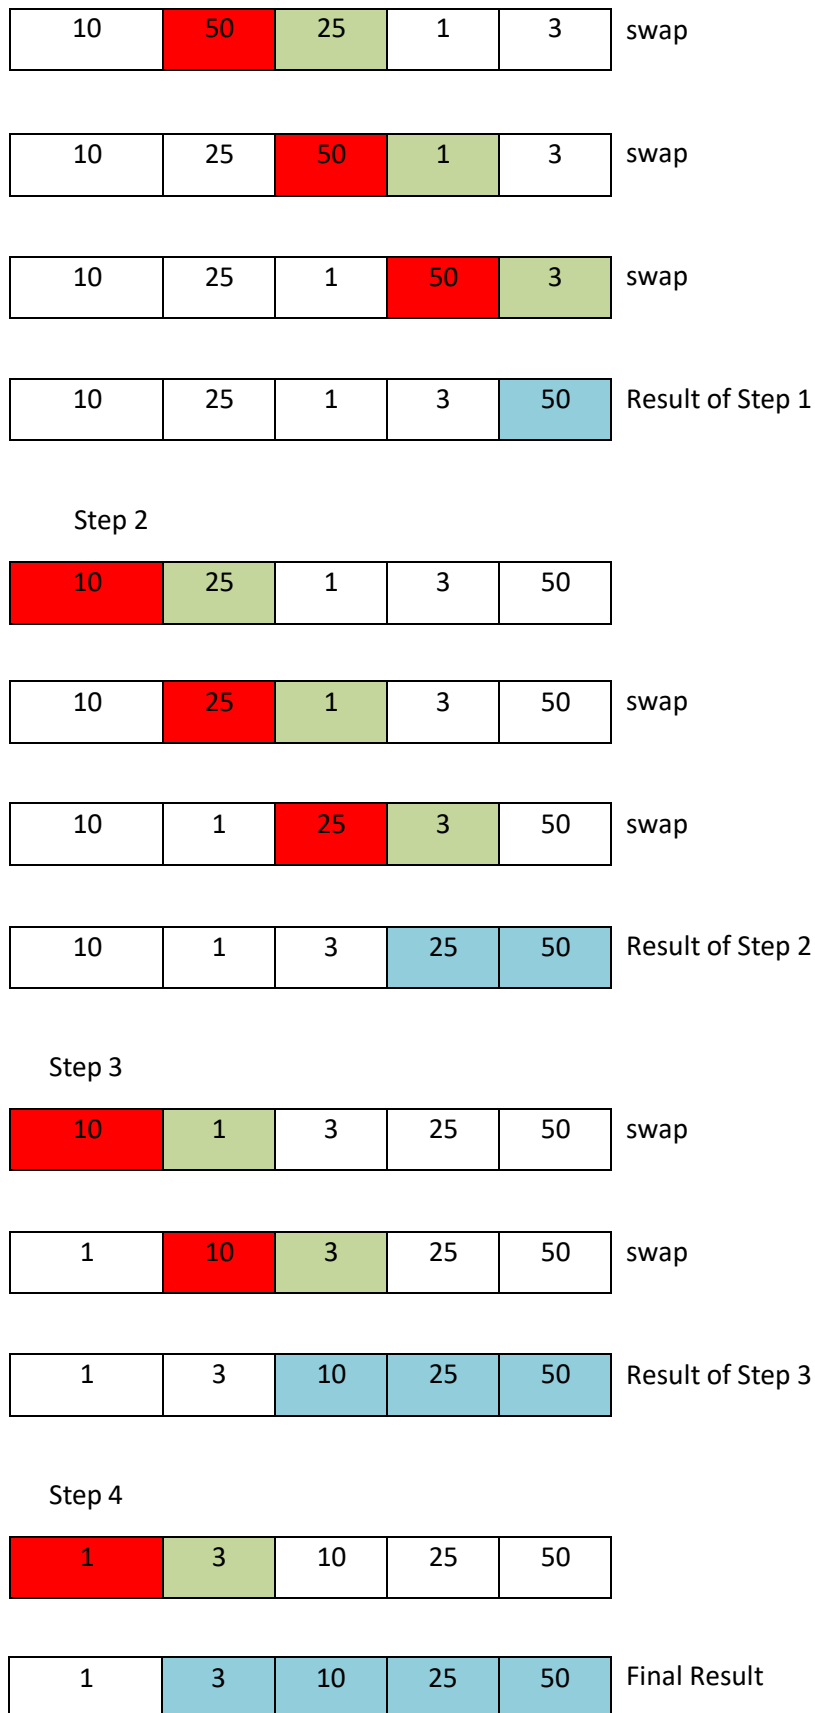 10 50 25 1 3 swap
10 25 50 1 3 swap
10 25 1 50 3 swap
10 25 1 3 50 Result of Step 1
Step 2
10 25 1 3 50
10 25 1 3 50 swap
10 1 25 3 50 swap
10 1 3 25 50 Result of Step 2
Step 3
10 1 3 25 50 swap
1 10 3 25 50 swap
1 3 10 25 50 Result of Step 3
Step 4
1 3 10 25 50
1 3 10 25 50 Final Result